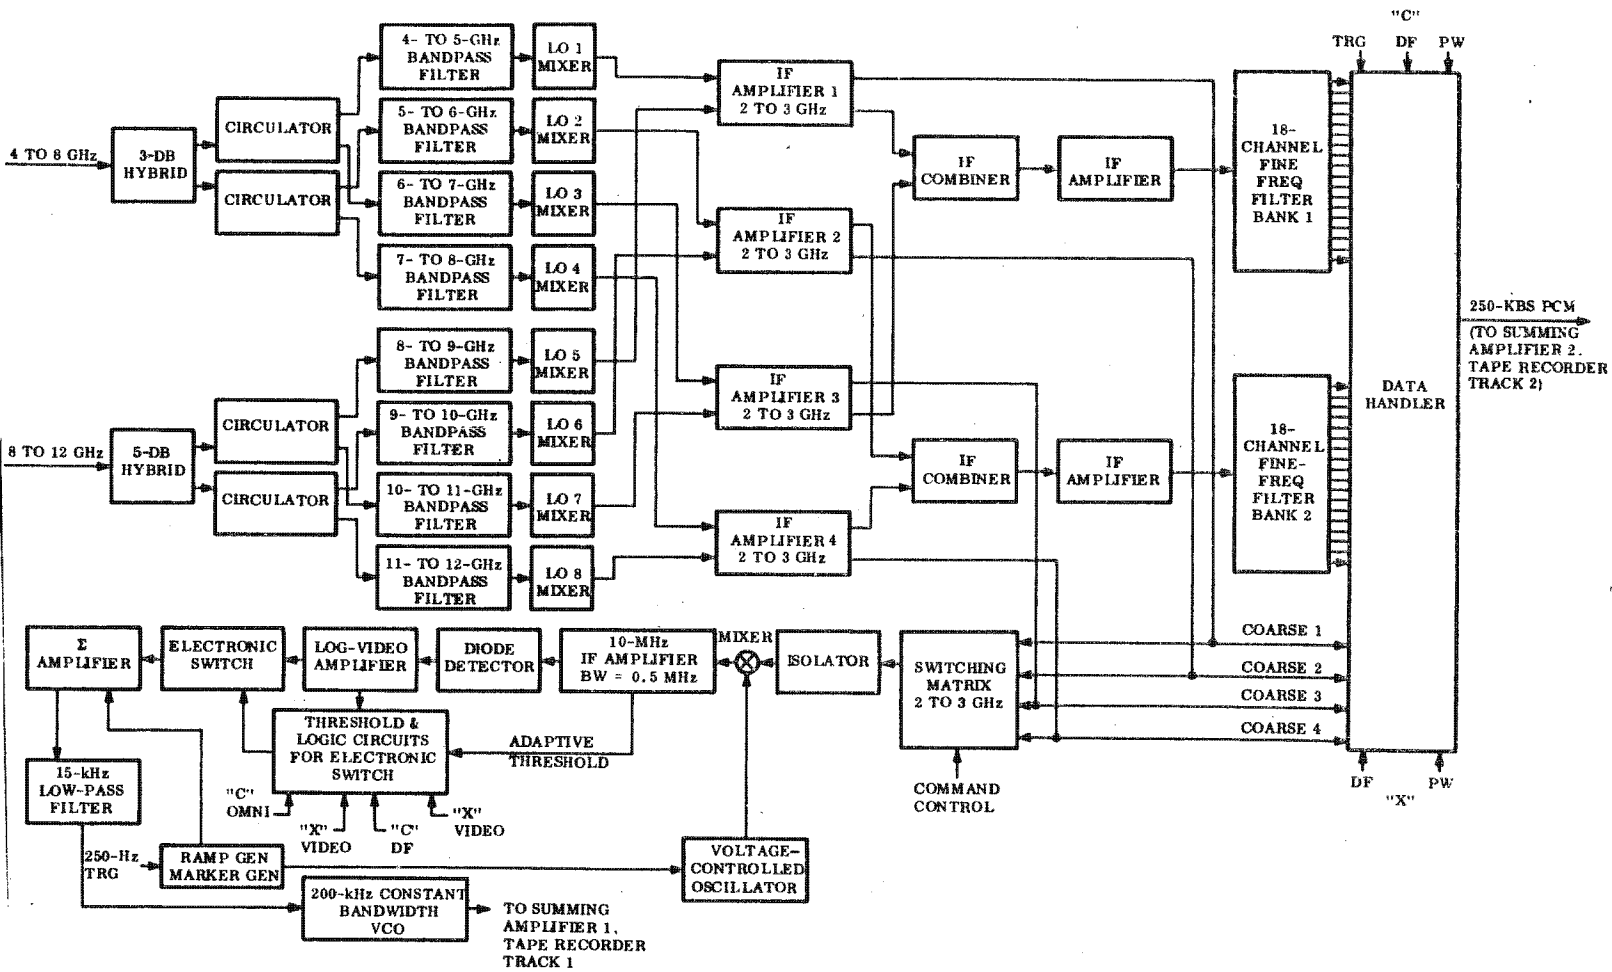 "C"
TRG DF PW
4 TO 8 GHz
3-DB
HYBRID
CIRCULATOR
CIRCULATOR
4- TO 5-GHz
BANDPASS
FILTER
LO 1
MIXER
5- TO 6-GHz
BANDPASS
FILTER
LO 2
MIXER
6- TO 7-GHz
BANDPASS
FILTER
LO 3
MIXER
7- TO 8-GHz
BANDPASS
FILTER
LO 4
MIXER
8 TO 12 GHz
5-DB
HYBRID
CIRCULATOR
CIRCULATOR
8- TO 9-GHz
BANDPASS
FILTER
LO 5
MIXER
9- TO 10-GHz
BANDPASS
FILTER
LO 6
MIXER
10- TO 11-GHz
BANDPASS
FILTER
LO 7
MIXER
11- TO 12-GHz
BANDPASS
FILTER
LO 8
MIXER
IF
AMPLIFIER 1
2 TO 3 GHz
IF
AMPLIFIER 2
2 TO 3 GHz
IF
AMPLIFIER 3
2 TO 3 GHz
IF
AMPLIFIER 4
2 TO 3 GHz
IF
COMBINER
IF
AMPLIFIER
IF
COMBINER
IF
AMPLIFIER
18-
CHANNEL
FINE
FREQ
FILTER
BANK 1
18-
CHANNEL
FINE-
FREQ
FILTER
BANK 2
DATA
HANDLER
250-KBS PCM
(TO SUMMING
AMPLIFIER 2.
TAPE RECORDER
TRACK 2)
COARSE 1
COARSE 2
COARSE 3
COARSE 4
DF PW
"X"
Σ
AMPLIFIER
ELECTRONIC
SWITCH
LOG-VIDEO
AMPLIFIER
DIODE
DETECTOR
10-MHz
IF AMPLIFIER
BW = 0.5 MHz
MIXER
ISOLATOR
SWITCHING
MATRIX
2 TO 3 GHz
COMMAND
CONTROL
THRESHOLD &
LOGIC CIRCUITS
FOR ELECTRONIC
SWITCH
ADAPTIVE
THRESHOLD
"C"
OMNI
"X"
VIDEO
"C"
DF
"X"
VIDEO
15-kHz
LOW-PASS
FILTER
250-Hz
TRG
RAMP GEN
MARKER GEN
VOLTAGE-
CONTROLLED
OSCILLATOR
200-kHz CONSTANT
BANDWIDTH
VCO
TO SUMMING
AMPLIFIER 1,
TAPE RECORDER
TRACK 1